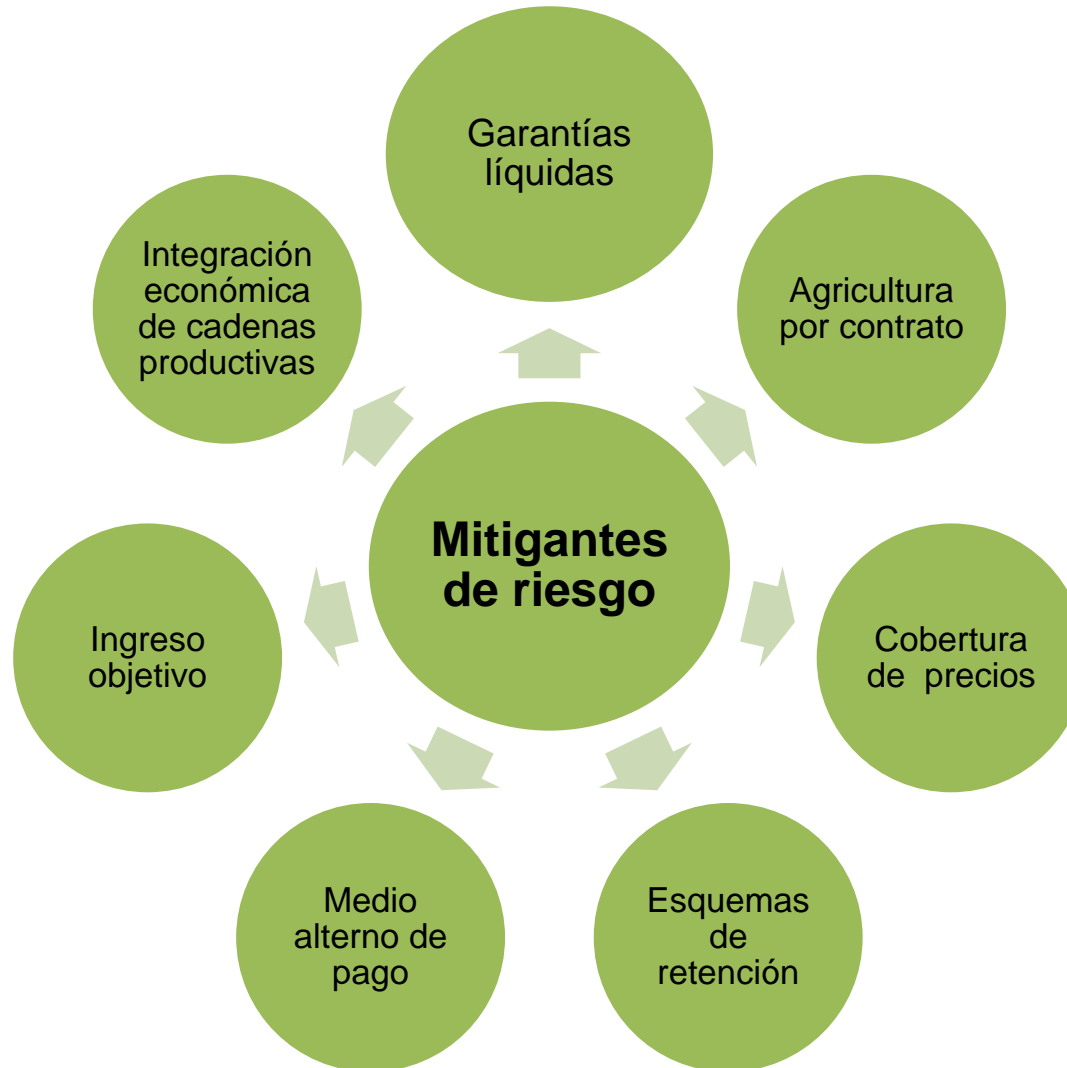 Garantías
líquidas
Integración
económica
de cadenas
productivas
Agricultura
por contrato
Mitigantes
de riesgo
Ingreso
objetivo
Cobertura
de precios
Medio
alterno de
pago
Esquemas
de
retención